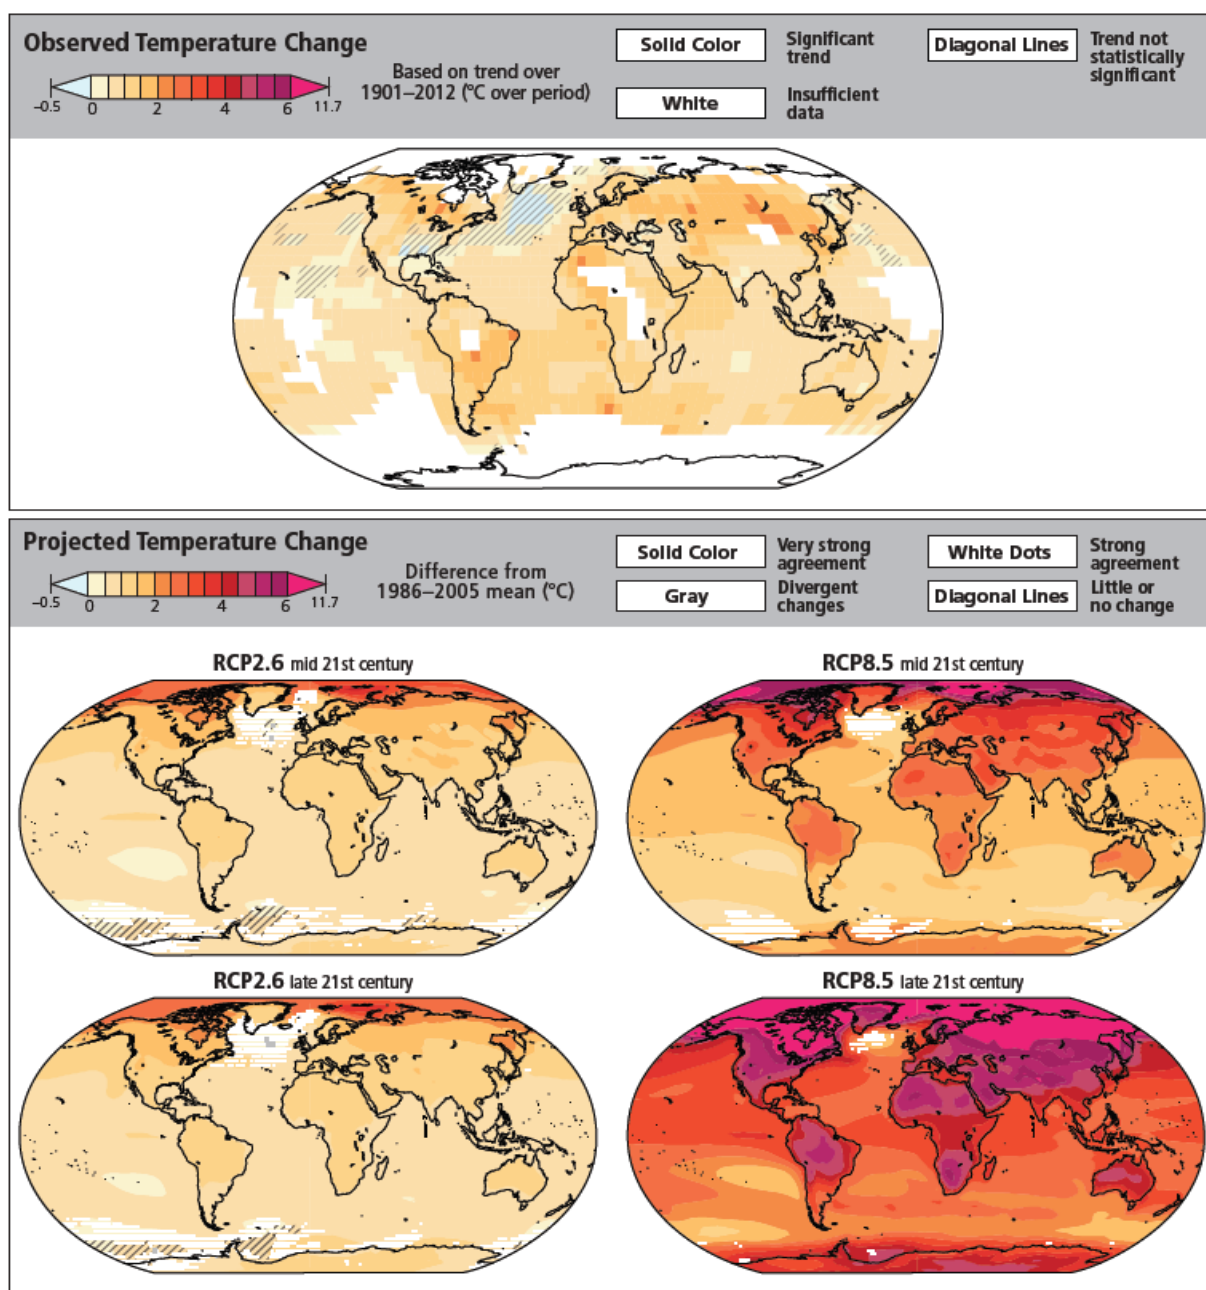 Observed Temperature Change
–0.5 0 2 4 6 11.7
Based on trend over
1901–2012 (°C over period)
Solid Color
Significant
trend
Diagonal Lines
Trend not
statistically
significant
White
Insufficient
data
Projected Temperature Change
–0.5 0 2 4 6 11.7
Difference from
1986–2005 mean (°C)
Solid Color
Very strong
agreement
White Dots
Strong
agreement
Gray
Divergent
changes
Diagonal Lines
Little or
no change
RCP2.6 mid 21st century
RCP8.5 mid 21st century
RCP2.6 late 21st century
RCP8.5 late 21st century